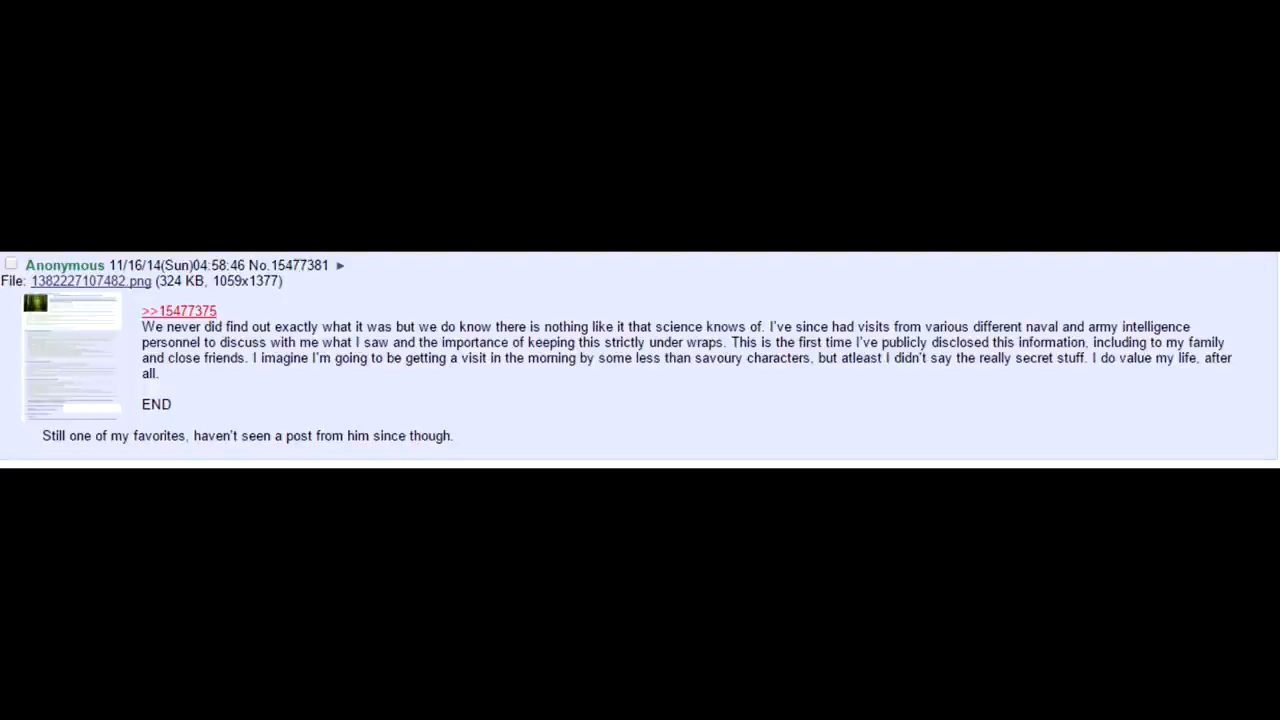 Anonymous 11/16/14(Sun)04:58:46 No.15477381 ►
File: 1382227107482.png (324 KB, 1059x1377)
>>15477375
We never did find out exactly what it was but we do know there is nothing like it that science knows of. I've since had visits from various different naval and army intelligence
personnel to discuss with me what I saw and the importance of keeping this strictly under wraps. This is the first time I've publicly disclosed this information, including to my family
and close friends. I imagine I'm going to be getting a visit in the morning by some less than savoury characters, but atleast I didn't say the really secret stuff. I do value my life, after
all.
END
Still one of my favorites, haven't seen a post from him since though.